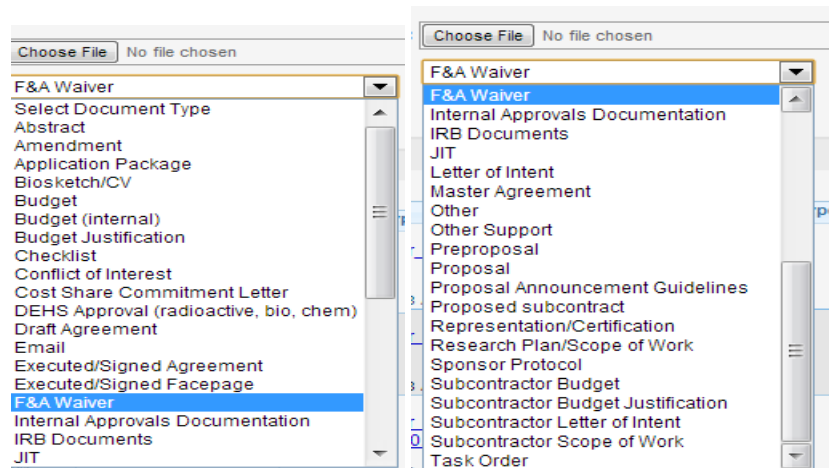 Choose File No file chosen
F&A Waiver
Select Document Type
Abstract
Amendment
Application Package
Biosketch/CV
Budget
Budget (internal)
Budget Justification
Checklist
Conflict of Interest
Cost Share Commitment Letter
DEHS Approval (radioactive, bio, chem)
Draft Agreement
Email
Executed/Signed Agreement
Executed/Signed Facepage
F&A Waiver
Internal Approvals Documentation
IRB Documents
JIT
Choose File No file chosen
F&A Waiver
F&A Waiver
Internal Approvals Documentation
IRB Documents
JIT
Letter of Intent
Master Agreement
Other
Other Support
Preproposal
Proposal
Proposal Announcement Guidelines
Proposed subcontract
Representation/Certification
Research Plan/Scope of Work
Sponsor Protocol
Subcontractor Budget
Subcontractor Budget Justification
Subcontractor Letter of Intent
Subcontractor Scope of Work
Task Order